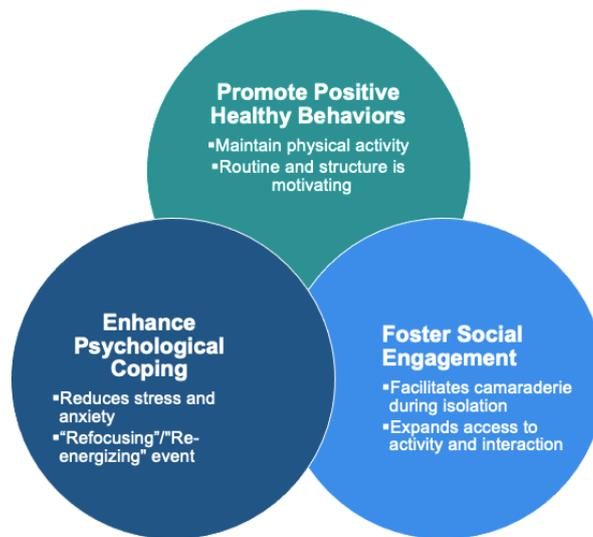 Promote Positive
Healthy Behaviors
▪Maintain physical activity
▪Routine and structure is
motivating
Enhance
Psychological
Coping
▪Reduces stress and
anxiety
▪“Refocusing”/"Re-
energizing" event
Foster Social
Engagement
▪Facilitates camaraderie
during isolation
▪Expands access to
activity and interaction